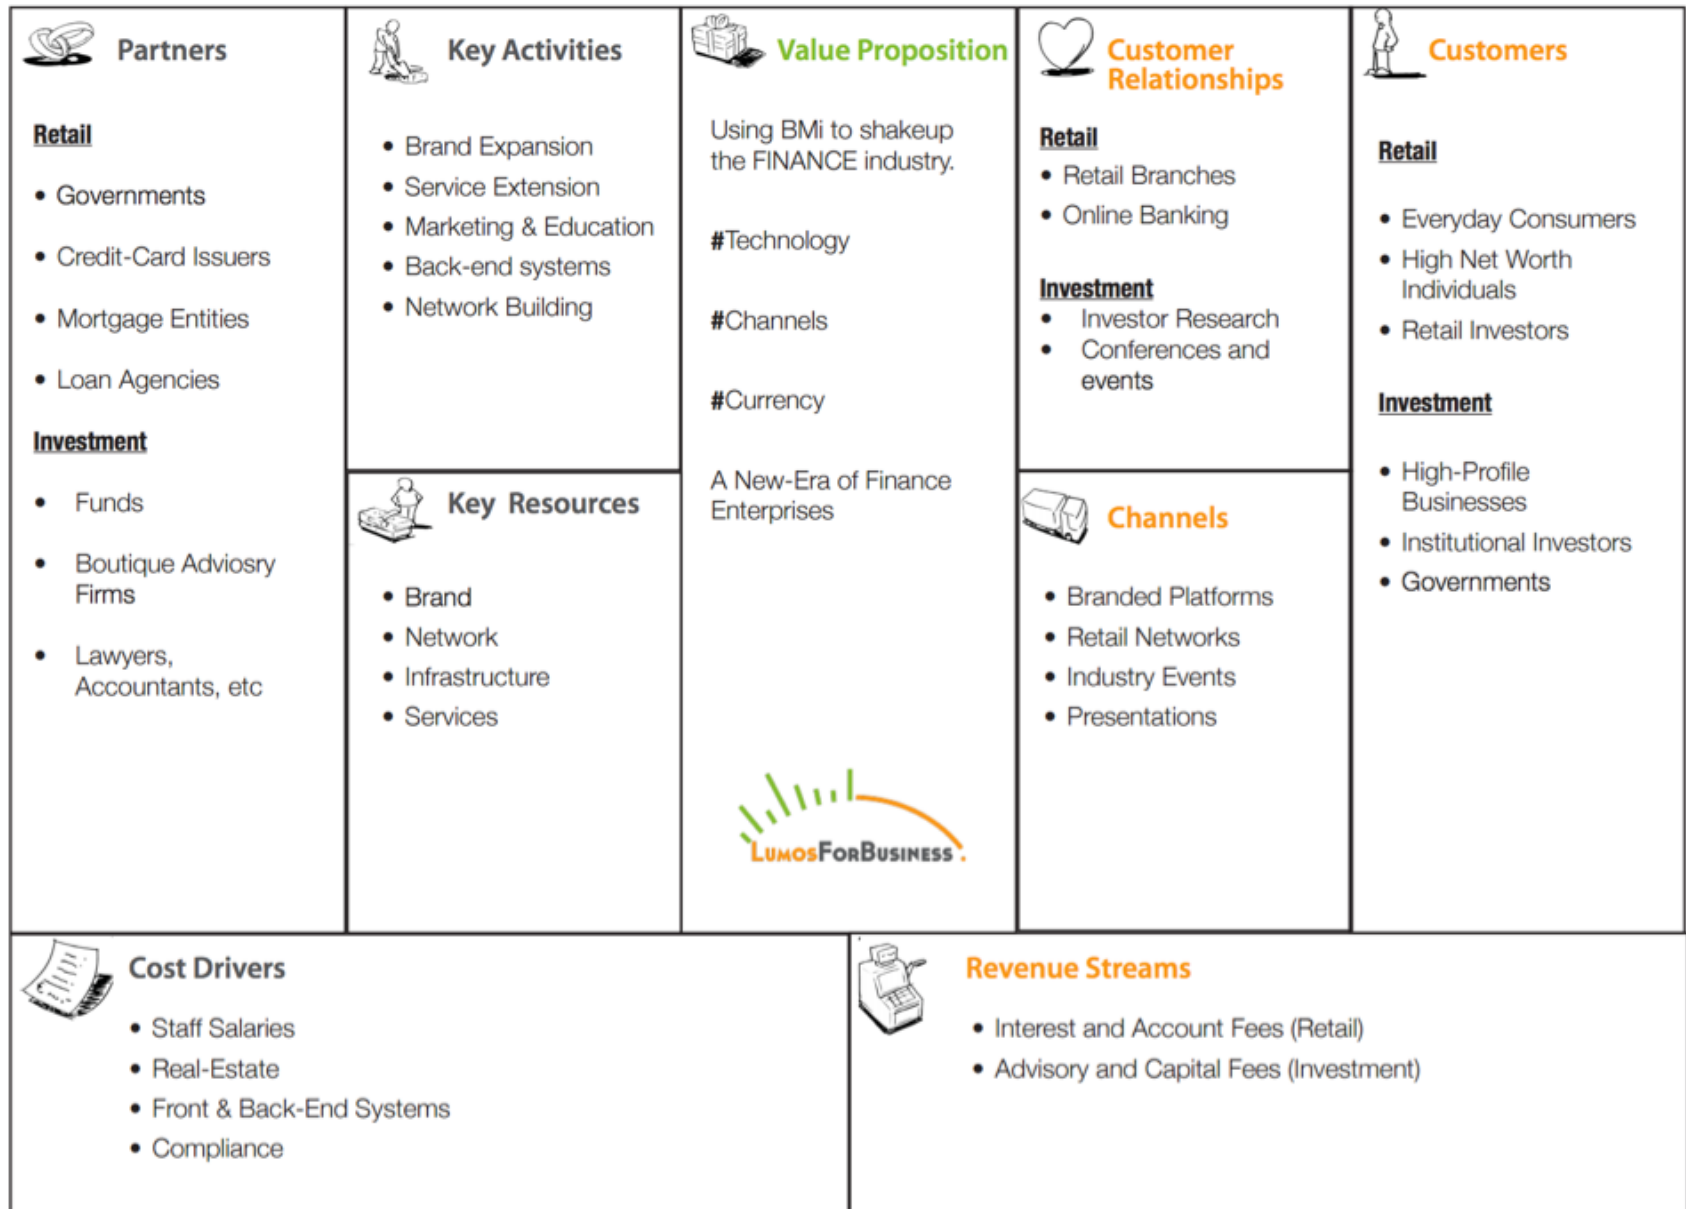 Partners
Retail
• Governments
• Credit-Card Issuers
• Mortgage Entities
• Loan Agencies
Investment
• Funds
• Boutique Adviosry
Firms
• Lawyers,
Accountants, etc
Key Activities
• Brand Expansion
• Service Extension
• Marketing & Education
• Back-end systems
• Network Building
Key Resources
• Brand
• Network
• Infrastructure
• Services
Value Proposition
Using BMi to shakeup
the FINANCE industry.
#Technology
#Channels
#Currency
A New-Era of Finance
Enterprises
LUMOSFORBUSINESS.
Customer
Relationships
Retail
• Retail Branches
• Online Banking
Investment
• Investor Research
• Conferences and
events
Channels
• Branded Platforms
• Retail Networks
• Industry Events
• Presentations
Customers
Retail
• Everyday Consumers
• High Net Worth
Individuals
• Retail Investors
Investment
• High-Profile
Businesses
• Institutional Investors
• Governments
Cost Drivers
• Staff Salaries
• Real-Estate
• Front & Back-End Systems
• Compliance
Revenue Streams
• Interest and Account Fees (Retail)
• Advisory and Capital Fees (Investment)